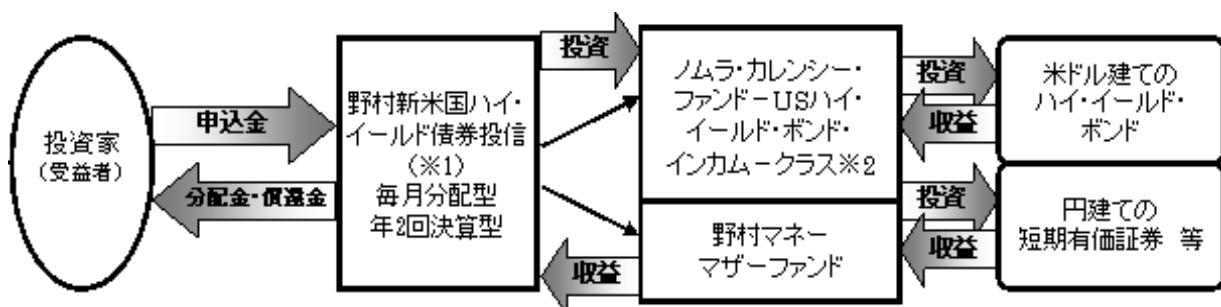 投資家
(受益者)
申込金
分配金・償還金
野村新米国ハイ・
イールド債券投信
(※1)
毎月分配型
年2回決算型
投資
収益
ノムラ・カレンシー・
ファンド－USハイ・
イールド・ボンド・
インカム－クラス※2
野村マネー
マザーファンド
投資
収益
投資
収益
米ドル建ての
ハイ・イールド・
ボンド
円建ての
短期有価証券 等